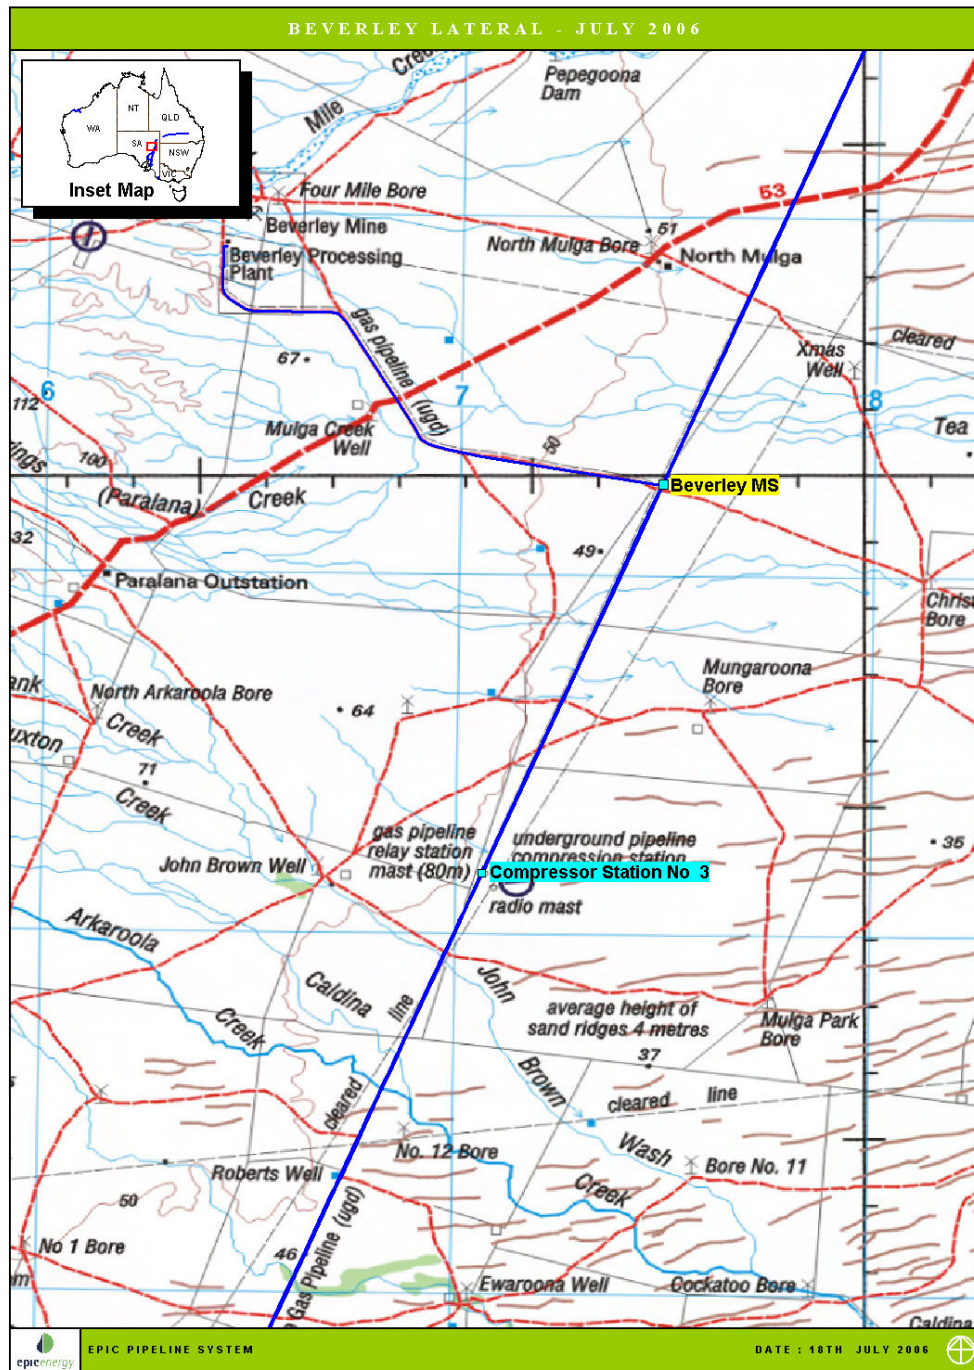 BEVERLEY LATERAL - JULY 2006
NT
WA
QLD
SA
NSW
VIC
Inset Map
Mile
Creek
Pepegoona
Dam
Four Mile Bore
53
Beverley Mine
51
North Mulga Bore
North Mulga
Beverley Processing
Plant
gas pipeline (ugd)
67
Xmas
Well
cleared
6
7
8
112
Mulga Creek
Well
50
Tea
100
(Paralana)
Creek
Beverley MS
32
49
Paralana Outstation
Christ
Bore
Mungaroona
Bore
North Arkaroola Bore
64
Creek
uxton
71
Creek
gas pipeline
relay station
mast (80m)
underground pipeline
compression station
35
John Brown Well
Compressor Station No 3
radio mast
Arkaroola
Creek
Caldina
line
cleared
John
Brown
Wash
average height of
sand ridges 4 metres
Mulga Park
Bore
37
cleared line
No. 12 Bore
Bore No. 11
Roberts Well
Creek
50
No 1 Bore
46
Gas Pipeline (ugd)
Ewaroona Well
Cockatoo Bore
Caldina
epicenergy
EPIC PIPELINE SYSTEM
DATE : 18TH JULY 2006